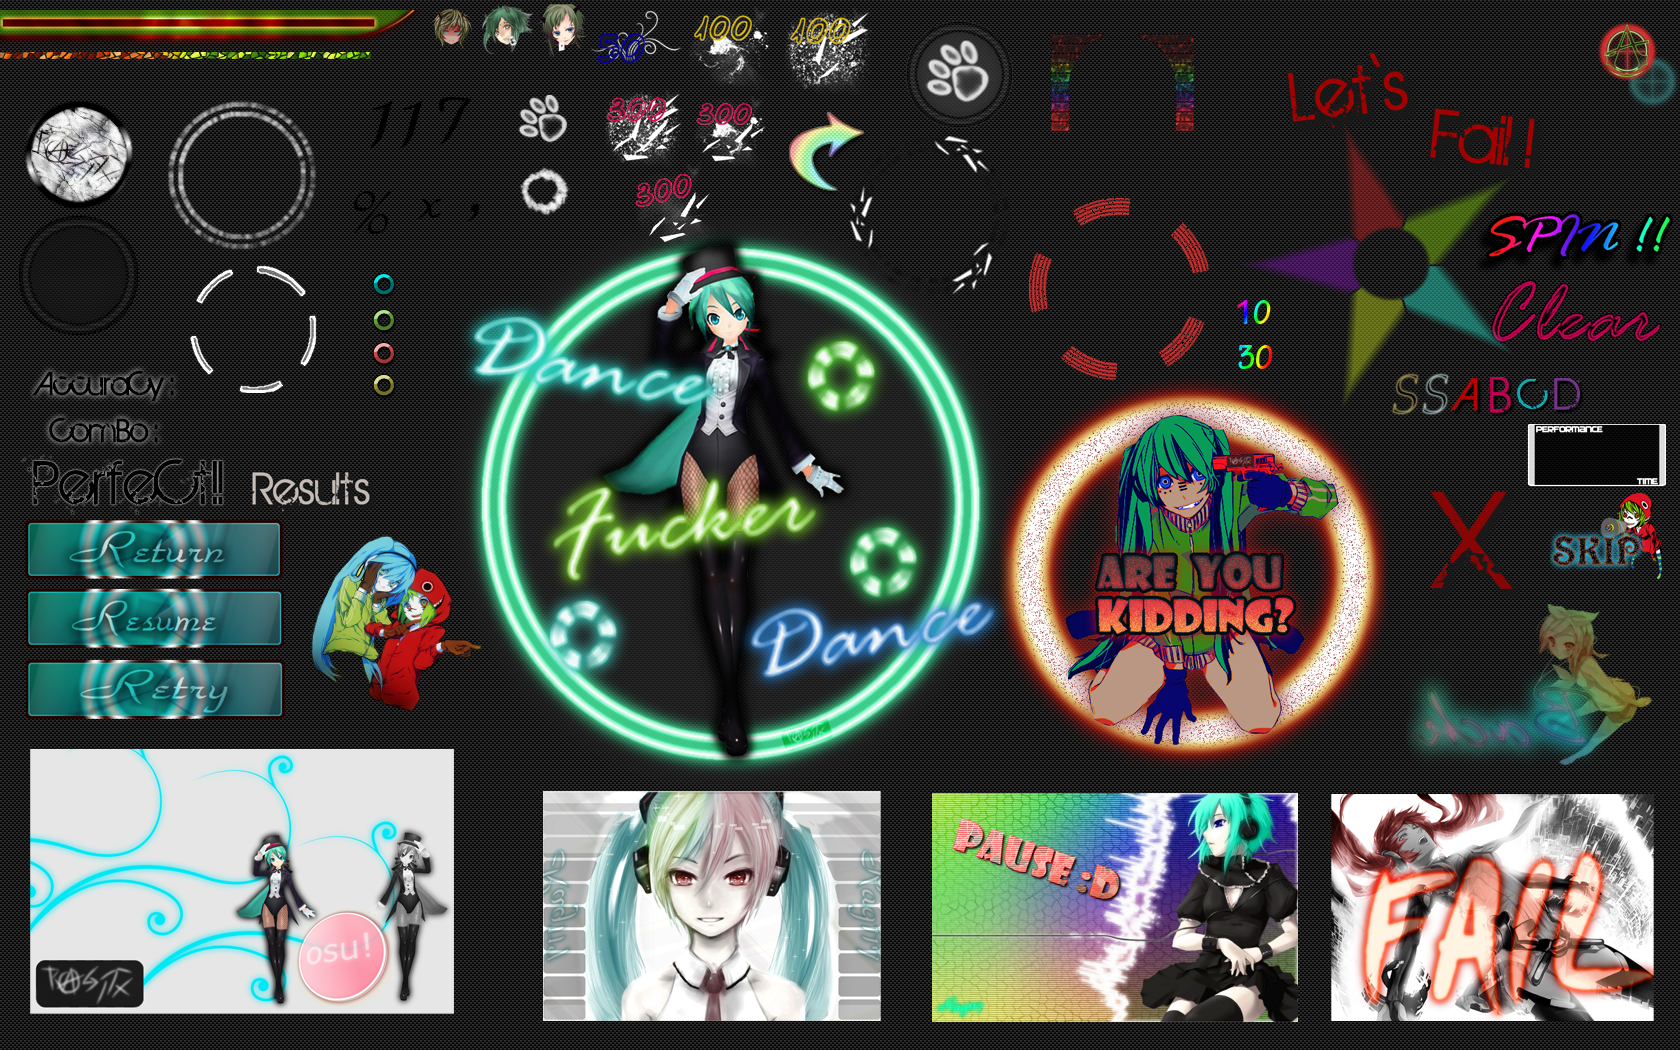 50
100
100
300
300
300
117
% x ,
Let's
Fail!
SPIN !!
Clear
10
30
SSABCD
PERFORMANCE
TIME
AccuraCy:
ComBo:
PerfeCt!!
Results
Return
Resume
Retry
Dance
Fucker
Dance
ARE YOU
KIDDING?
X
SKIP
osu!
PAUSE :D
FAIL